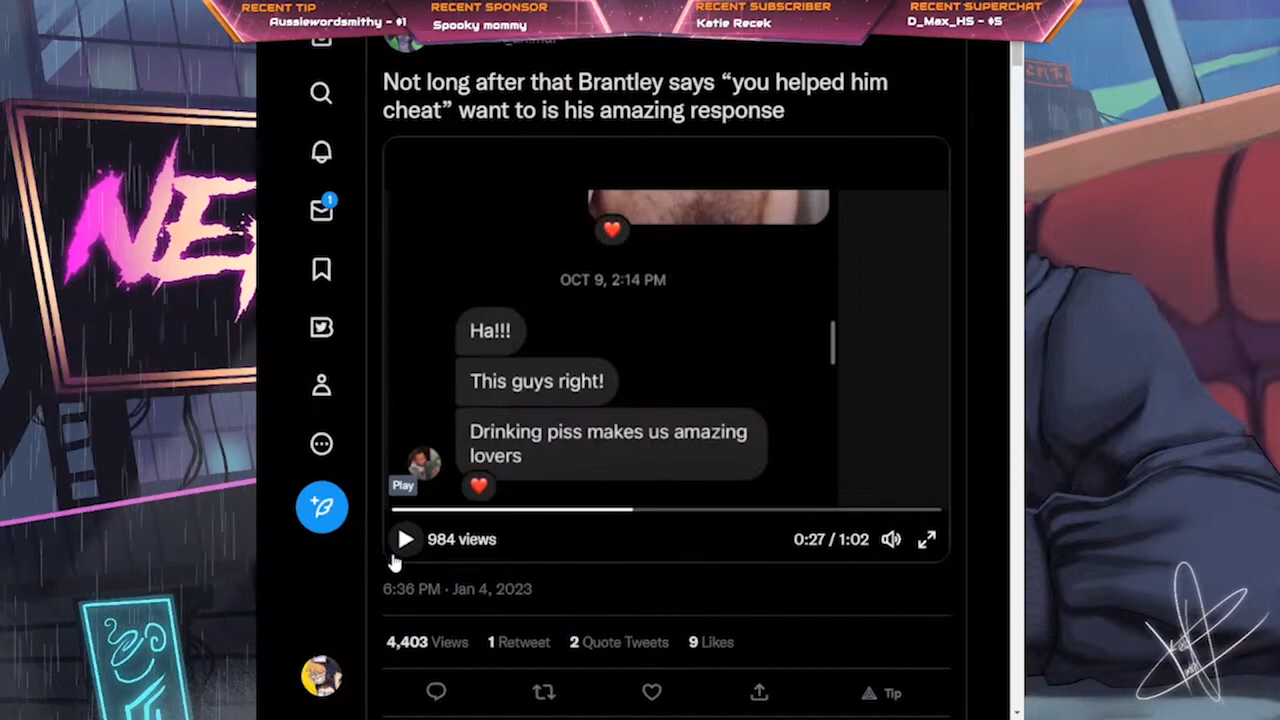 RECENT TIP
Aussiewordsmithy - $1
RECENT SPONSOR
Spooky mommy
RECENT SUBSCRIBER
Katie Recek
RECENT SUPERCHAT
D_Max_HS - $5
Not long after that Brantley says “you helped him
cheat” want to is his amazing response
OCT 9, 2:14 PM
Ha!!!
This guys right!
Drinking piss makes us amazing
lovers
Play
984 views
0:27 / 1:02
6:36 PM · Jan 4, 2023
4,403 Views 1 Retweet 2 Quote Tweets 9 Likes
Tip
1